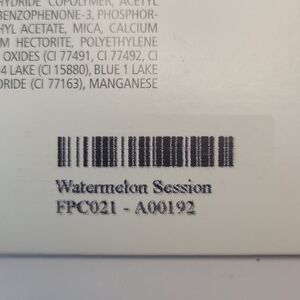 HYDRIDE COPOLYMER, ACETYL
BENZOPHENONE-3, PHOSPHOR-
HYL ACETATE, MICA, CALCIUM
M HECTORITE, POLYETHYLENE
OXIDES (CI 77491, CI 77492, CI
4 LAKE (CI 15880), BLUE 1 LAKE
ORIDE (CI 77163), MANGANESE
Watermelon Session
FPC021 - A00192